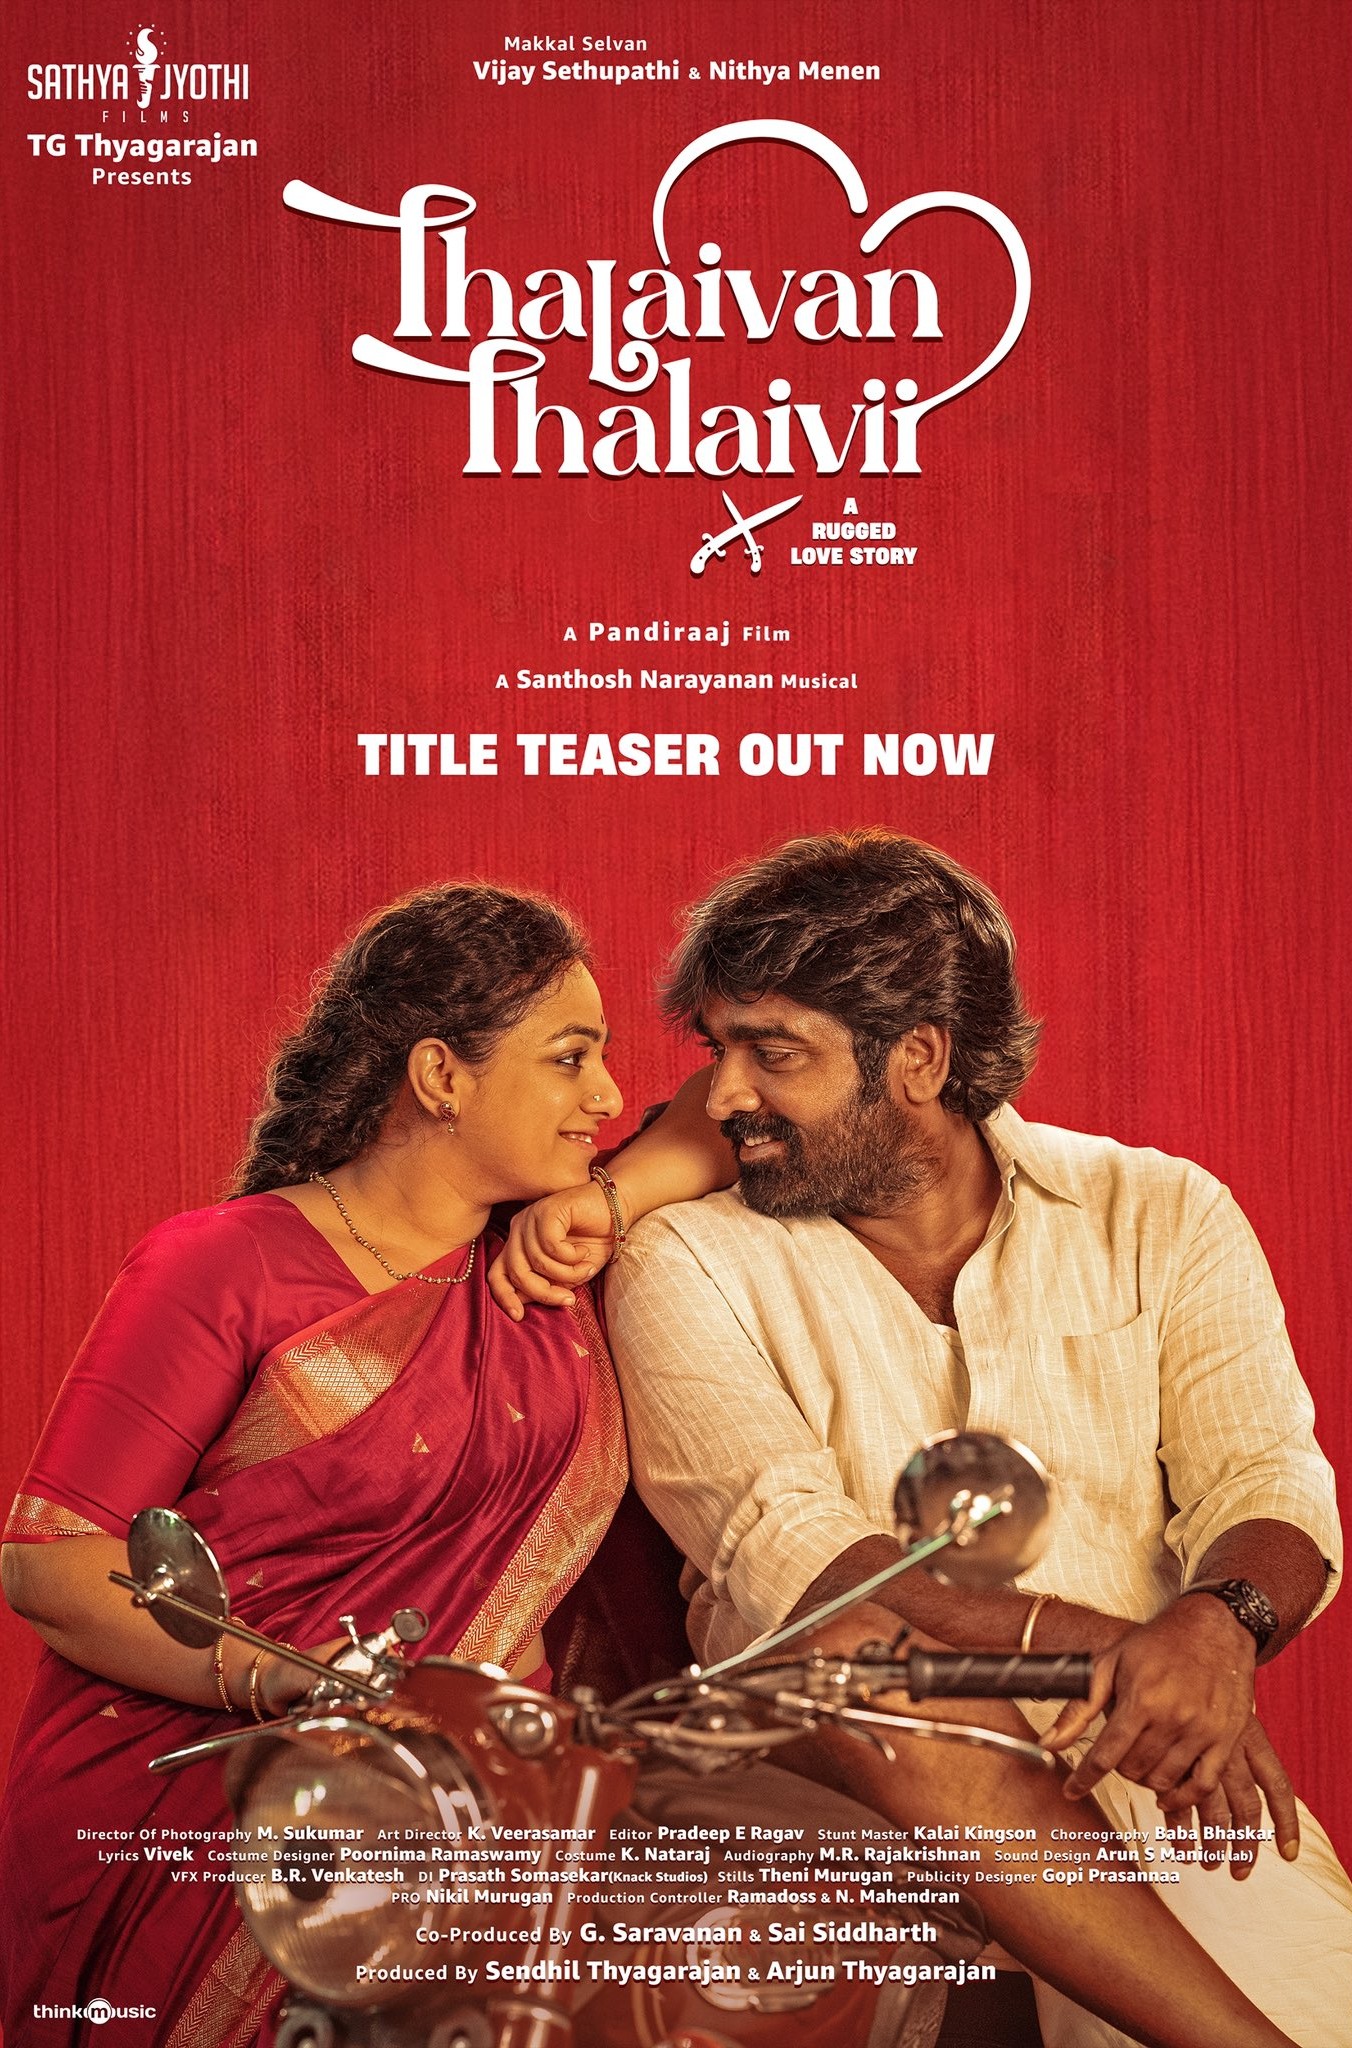 SATHYA JYOTHI
FILMS
TG Thyagarajan
Presents
Makkal Selvan
Vijay Sethupathi & Nithya Menen
Thalaivan
Thalaivii
A
RUGGED
LOVE STORY
A Pandiraaj Film
A Santhosh Narayanan Musical
TITLE TEASER OUT NOW
Director Of Photography M. Sukumar Art Director K. Veerasamar Editor Pradeep E Ragav Stunt Master Kalai Kingson Choreography Baba Bhaskar
Lyrics Vivek Costume Designer Poornima Ramaswamy Costume K. Nataraj Audiography M.R. Rajakrishnan Sound Design Arun S Mani(oli lab)
VFX Producer B.R. Venkatesh DI Prasath Somasekar(Knack Studios) Stills Theni Murugan Publicity Designer Gopi Prasannaa
PRO Nikil Murugan Production Controller Ramadoss & N. Mahendran
Co-Produced By G. Saravanan & Sai Siddharth
Produced By Sendhil Thyagarajan & Arjun Thyagarajan
think music